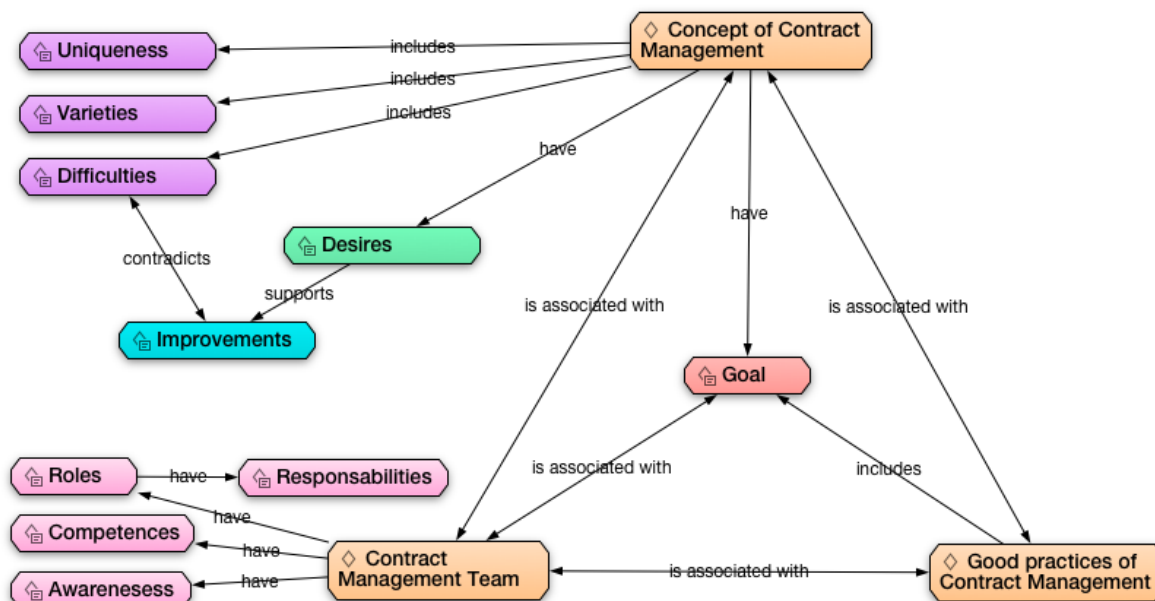 Concept of Contract
Management
Uniqueness
includes
includes
Varieties
includes
Difficulties
have
have
Desires
contradicts
supports
is associated with
is associated with
Improvements
Goal
is associated with
includes
Roles
have
Responsabilities
have
Competences
have
Contract
Management Team
is associated with
Good practices of
Contract Management
have
Awarenesess